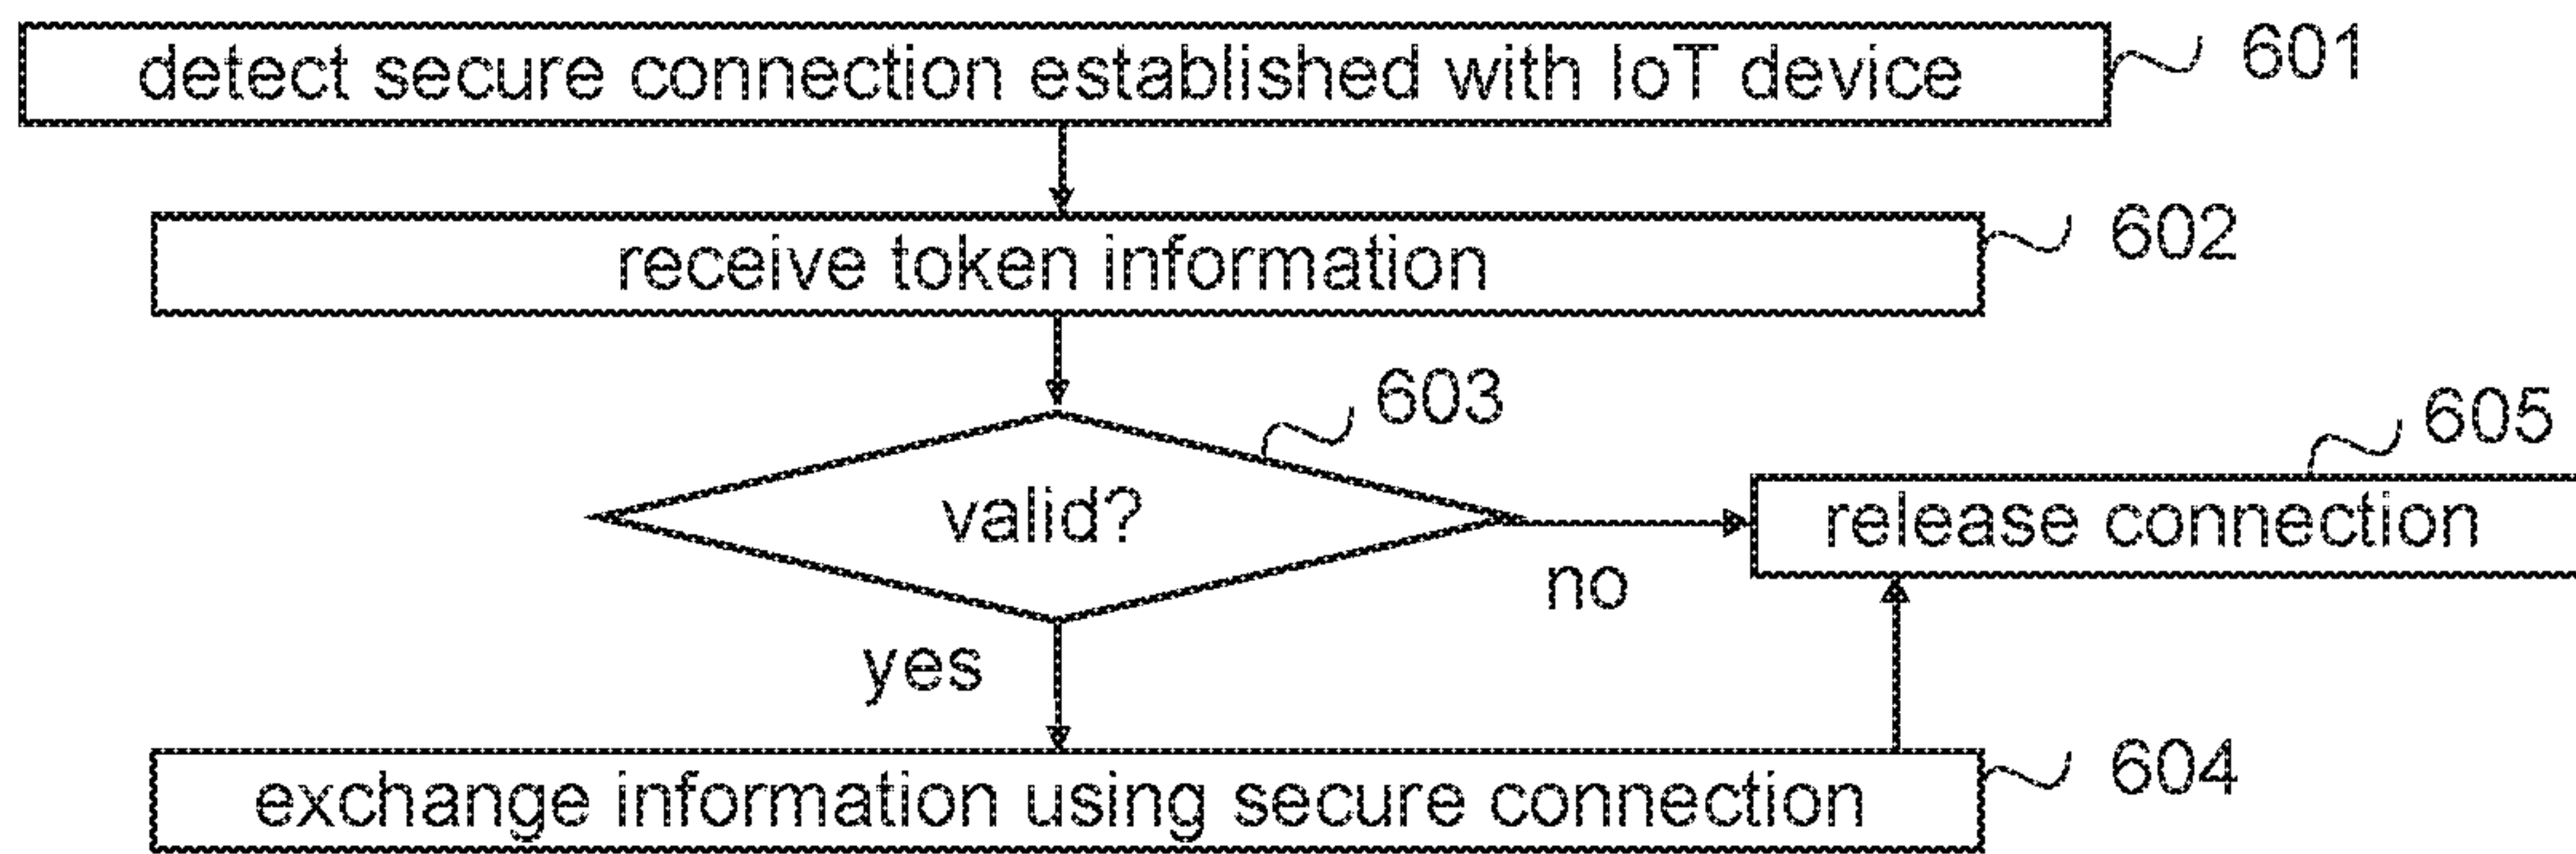 detect secure connection established with IoT device
601
receive token information
602
603
valid?
605
release connection
no
yes
exchange information using secure connection
604